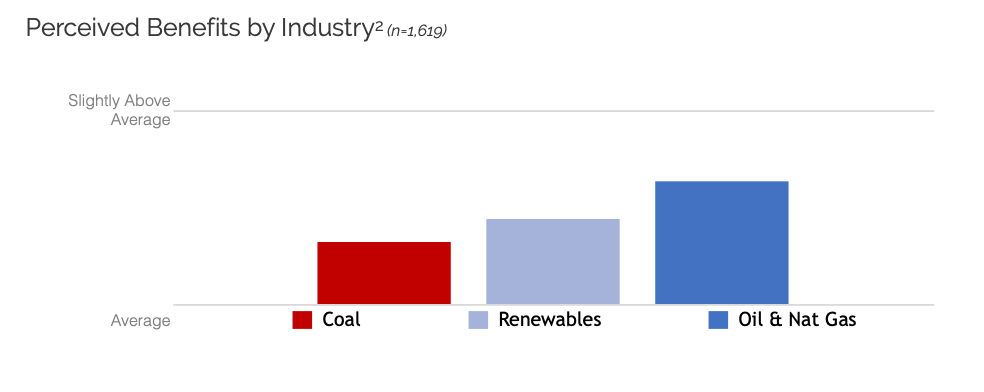 Perceived Benefits by Industry² (n=1,619)
Slightly Above
Average
Average
Coal
Renewables
Oil & Nat Gas